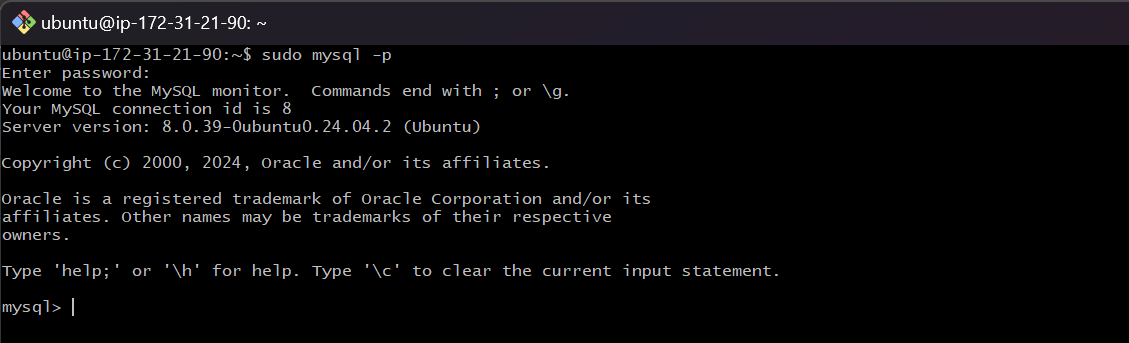 ubuntu@ip-172-31-21-90: ~
ubuntu@ip-172-31-21-90:~$ sudo mysql -p
Enter password:
Welcome to the MySQL monitor.  Commands end with ; or \g.
Your MySQL connection id is 8
Server version: 8.0.39-0ubuntu0.24.04.2 (Ubuntu)
Copyright (c) 2000, 2024, Oracle and/or its affiliates.
Oracle is a registered trademark of Oracle Corporation and/or its
affiliates. Other names may be trademarks of their respective
owners.
Type 'help;' or '\h' for help. Type '\c' to clear the current input statement.
mysql>